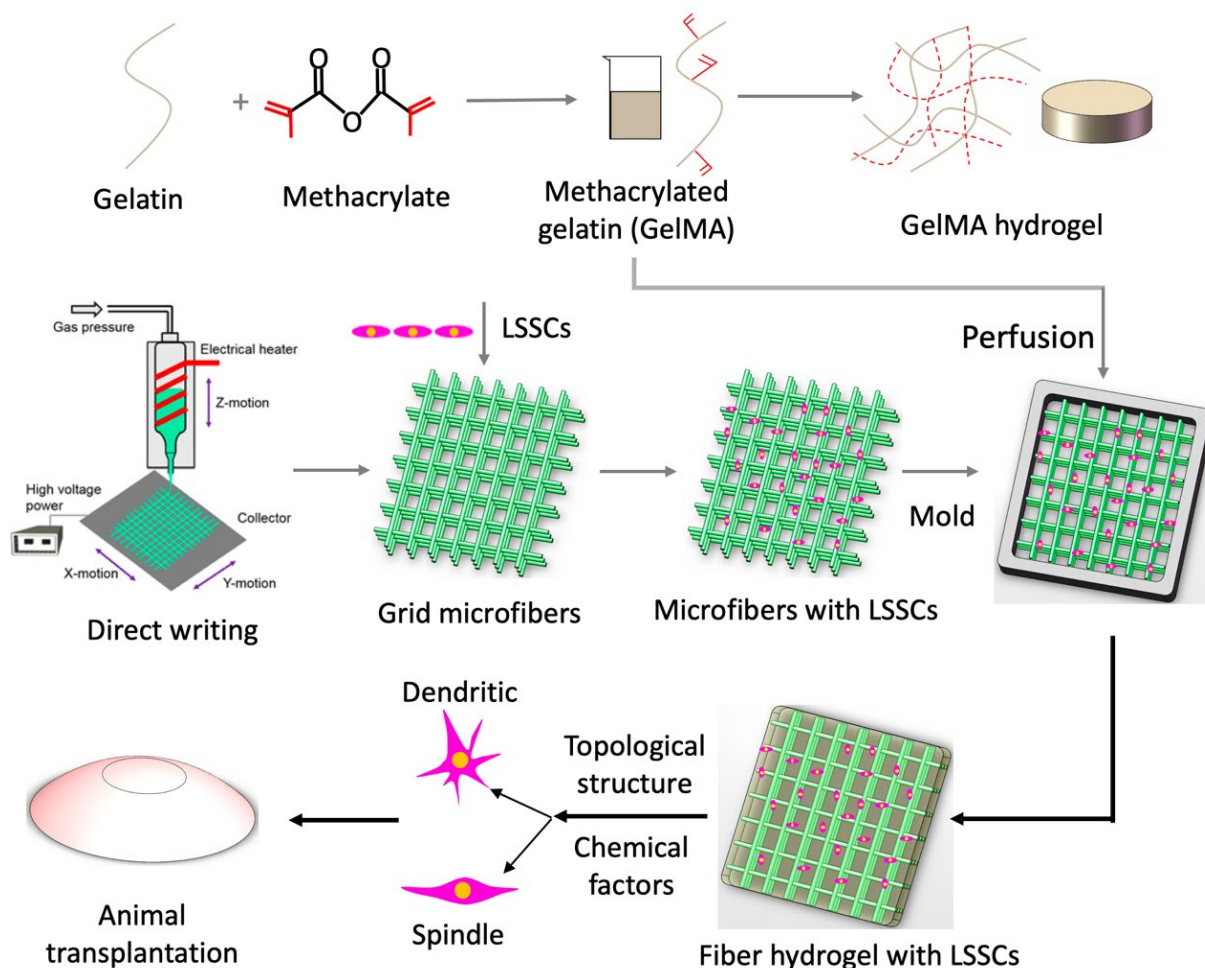 Gelatin
+
Methacrylate
O
O
O
Methacrylated
gelatin (GelMA)
GelMA hydrogel
Gas pressure
Electrical heater
Z-motion
High voltage
power
Collector
X-motion
Y-motion
Direct writing
LSSCs
Grid microfibers
Microfibers with LSSCs
Perfusion
Mold
Dendritic
Topological
structure
Chemical
factors
Spindle
Animal
transplantation
Fiber hydrogel with LSSCs